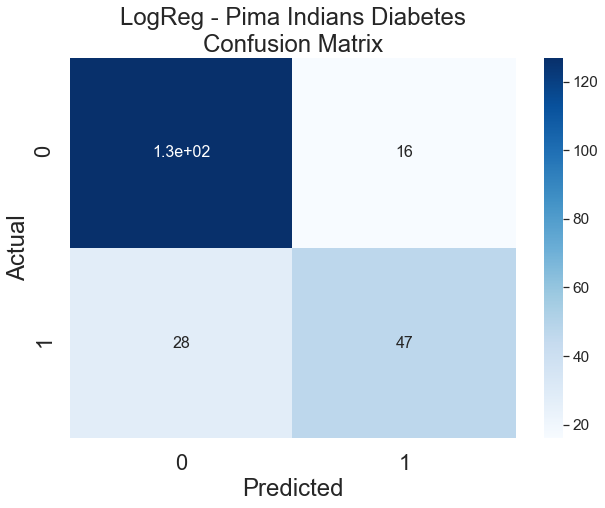 LogReg - Pima Indians Diabetes
Confusion Matrix
Actual
0
1.3e+02
16
1
28
47
0
1
Predicted
120
100
80
60
40
20